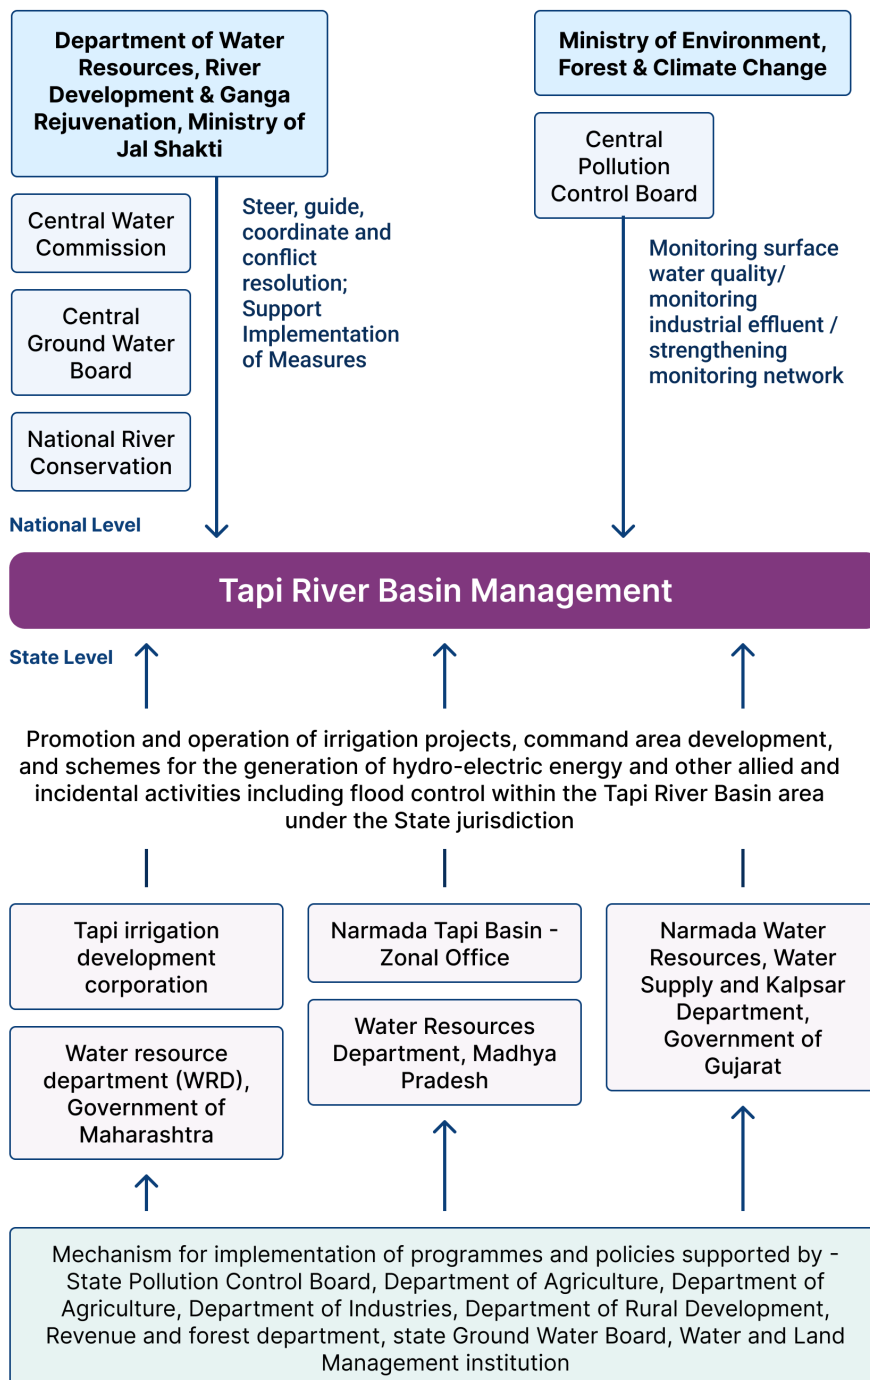 Department of Water
Resources, River
Development & Ganga
Rejuvenation, Ministry of
Jal Shakti
Central Water
Commission
Central
Ground Water
Board
National River
Conservation
Steer, guide,
coordinate and
conflict
resolution;
Support
Implementation
of Measures
Ministry of Environment,
Forest & Climate Change
Central
Pollution
Control Board
Monitoring surface
water quality/
monitoring
industrial effluent /
strengthening
monitoring network
National Level
Tapi River Basin Management
State Level
Promotion and operation of irrigation projects, command area development,
and schemes for the generation of hydro-electric energy and other allied and
incidental activities including flood control within the Tapi River Basin area
under the State jurisdiction
Tapi irrigation
development
corporation
Water resource
department (WRD),
Government of
Maharashtra
Narmada Tapi Basin -
Zonal Office
Water Resources
Department, Madhya
Pradesh
Narmada Water
Resources, Water
Supply and Kalpsar
Department,
Government of
Gujarat
Mechanism for implementation of programmes and policies supported by -
State Pollution Control Board, Department of Agriculture, Department of
Agriculture, Department of Industries, Department of Rural Development,
Revenue and forest department, state Ground Water Board, Water and Land
Management institution